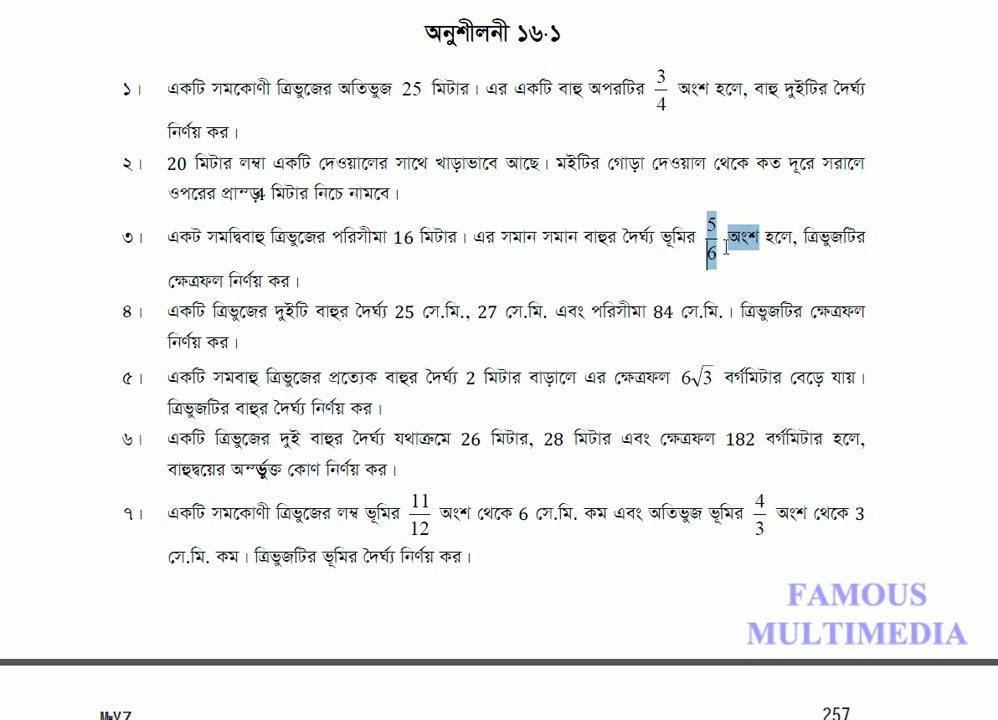 অনুশীলনী ১৬·১
১। একটি সমকোণী ত্রিভুজের অতিভুজ 25 মিটার। এর একটি বাহু অপরটির 3/4 অংশ হলে, বাহু দুইটির দৈর্ঘ্য
নির্ণয় কর।
২। 20 মিটার লম্বা একটি দেওয়ালের সাথে খাড়াভাবে আছে। মইটির গোড়া দেওয়াল থেকে কত দূরে সরালে
ওপরের 4 মিটার নিচে নামবে।
৩। একট সমদ্বিবাহু ত্রিভুজের পরিসীমা 16 মিটার। এর সমান সমান বাহুর দৈর্ঘ্য ভূমির 5/6 অংশ হলে, ত্রিভুজটির
ক্ষেত্রফল নির্ণয় কর।
৪। একটি ত্রিভুজের দুইটি বাহুর দৈর্ঘ্য 25 সে.মি., 27 সে.মি. এবং পরিসীমা 84 সে.মি.। ত্রিভুজটির ক্ষেত্রফল
নির্ণয় কর।
৫। একটি সমবাহু ত্রিভুজের প্রত্যেক বাহুর দৈর্ঘ্য 2 মিটার বাড়ালে এর ক্ষেত্রফল 6√3 বর্গমিটার বেড়ে যায়।
ত্রিভুজটির বাহুর দৈর্ঘ্য নির্ণয় কর।
৬। একটি ত্রিভুজের দুই বাহুর দৈর্ঘ্য যথাক্রমে 26 মিটার, 28 মিটার এবং ক্ষেত্রফল 182 বর্গমিটার হলে,
বাহুদ্বয়ের কোণ নির্ণয় কর।
৭। একটি সমকোণী ত্রিভুজের লম্ব ভূমির 11/12 অংশ থেকে 6 সে.মি. কম এবং অতিভুজ ভূমির 4/3 অংশ থেকে 3
সে.মি. কম। ত্রিভুজটির ভূমির দৈর্ঘ্য নির্ণয় কর।
FAMOUS
MULTIMEDIA
257